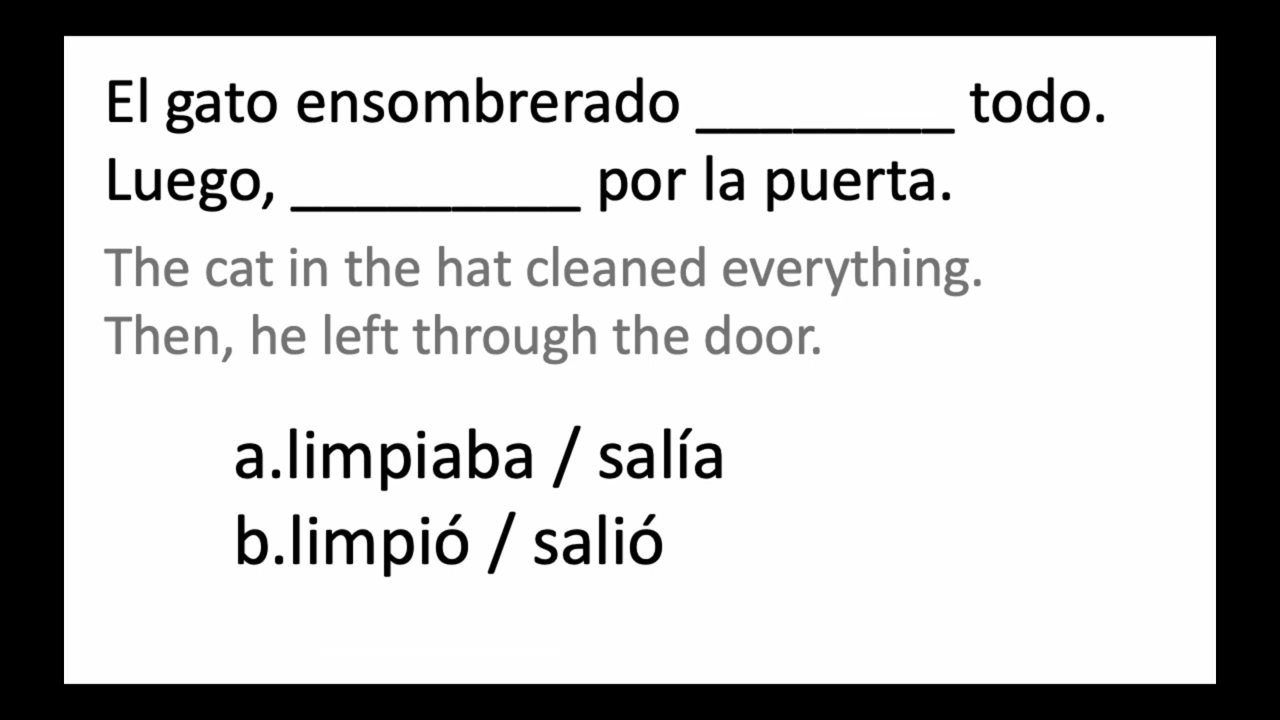 El gato ensombrerado ________ todo.
Luego, _________ por la puerta.
The cat in the hat cleaned everything.
Then, he left through the door.
a.limpiaba / salía
b.limpió / salió